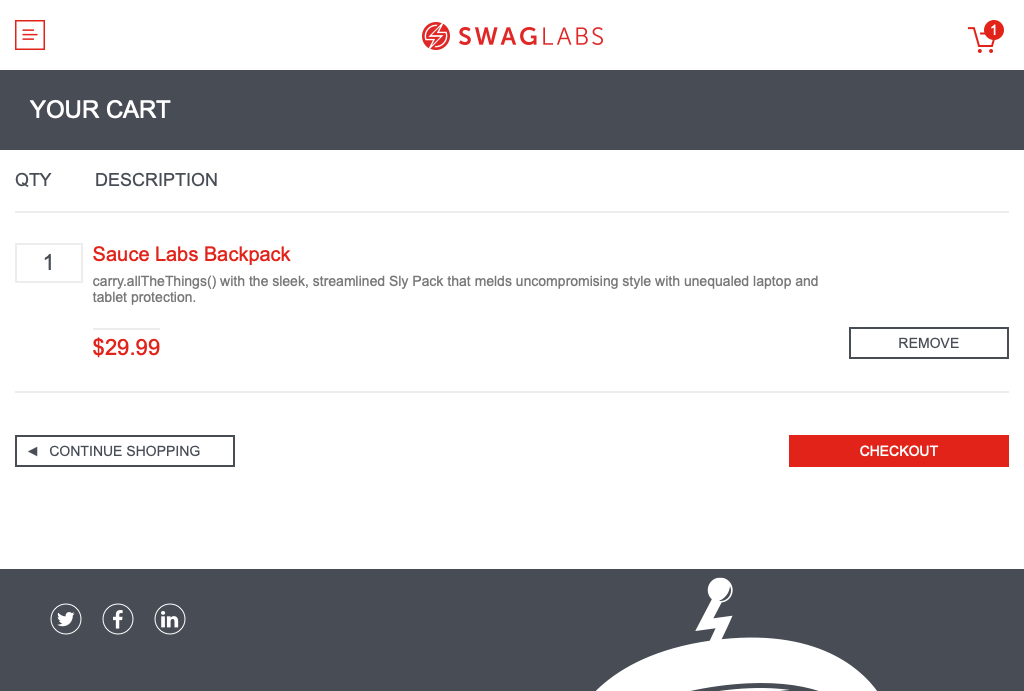 SWAGLABS
1
YOUR CART
QTY DESCRIPTION
1
Sauce Labs Backpack
carry.allTheThings() with the sleek, streamlined Sly Pack that melds uncompromising style with unequaled laptop and
tablet protection.
$29.99
REMOVE
CONTINUE SHOPPING
CHECKOUT